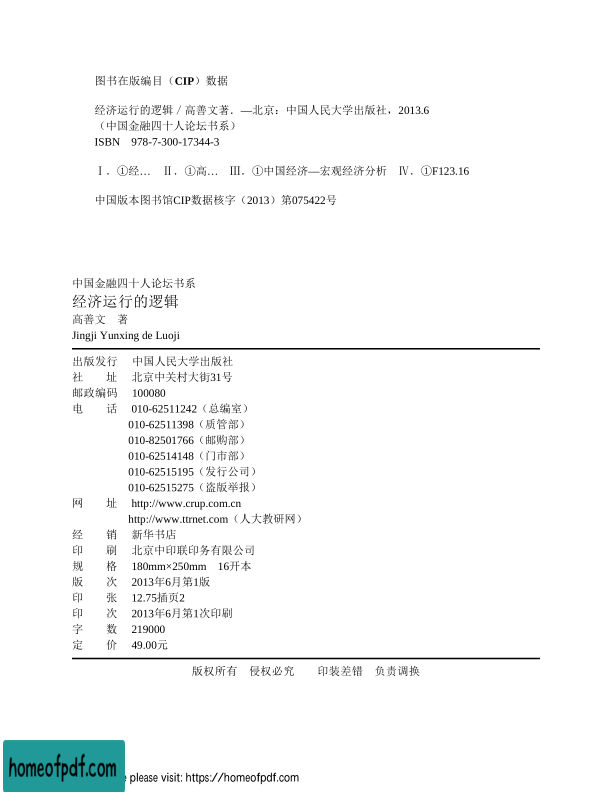 图书在版编目（CIP）数据
经济运行的逻辑／高善文著．—北京：中国人民大学出版社，2013.6
（中国金融四十人论坛书系）
ISBN 978-7-300-17344-3
Ⅰ．①经… Ⅱ．①高… Ⅲ．①中国经济—宏观经济分析 Ⅳ．①F123.16
中国版本图书馆CIP数据核字（2013）第075422号
中国金融四十人论坛书系
经济运行的逻辑
高善文 著
Jingji Yunxing de Luoji
出版发行 中国人民大学出版社
社 址 北京中关村大街31号
邮政编码 100080
电 话 010-62511242（总编室）
010-62511398（质管部）
010-82501766（邮购部）
010-62514148（门市部）
010-62515195（发行公司）
010-62515275（盗版举报）
网 址 http://www.crup.com.cn
http://www.ttrnet.com（人大教研网）
经 销 新华书店
印 刷 北京中印联印务有限公司
规 格 180mm×250mm 16开本
版 次 2013年6月第1版
印 张 12.75插页2
印 次 2013年6月第1次印刷
字 数 219000
定 价 49.00元
版权所有 侵权必究 印装差错 负责调换
homeofpdf.com
please visit: https://homeofpdf.com